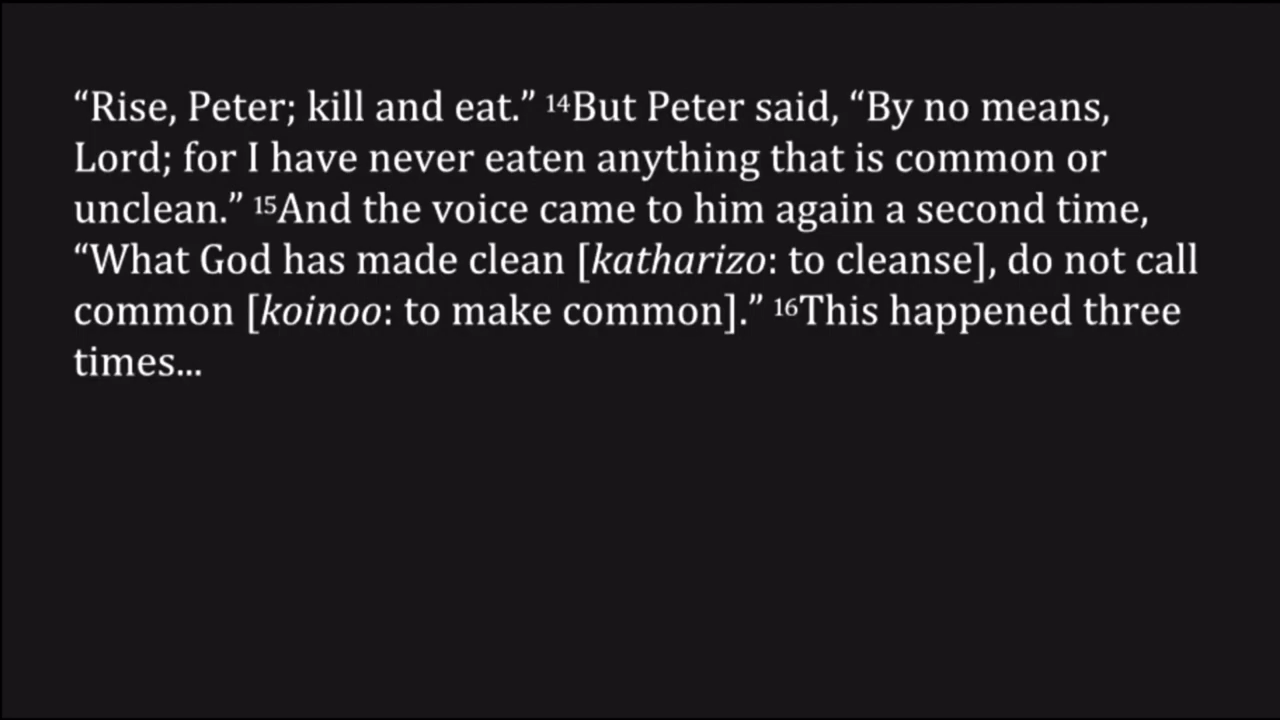 “Rise, Peter; kill and eat.” 14But Peter said, “By no means,
Lord; for I have never eaten anything that is common or
unclean.” 15And the voice came to him again a second time,
“What God has made clean [katharizo: to cleanse], do not call
common [koinoo: to make common].” 16This happened three
times...